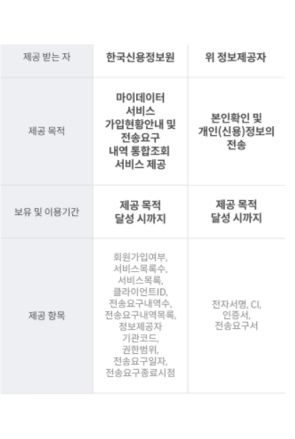 제공 받는 자
한국신용정보원
위 정보제공자
제공 목적
마이데이터
서비스
가입현황안내 및
전송요구
내역 통합조회
서비스 제공
본인확인 및
개인(신용)정보의
전송
보유 및 이용기간
제공 목적
달성 시까지
제공 목적
달성 시까지
제공 항목
회원가입여부,
서비스목록수,
서비스목록,
클라이언트ID,
전송요구내역수,
전송요구내역목록,
정보제공자
기관코드,
권한범위,
전송요구일자,
전송요구종료시점
전자서명, CI,
인증서,
전송요구서